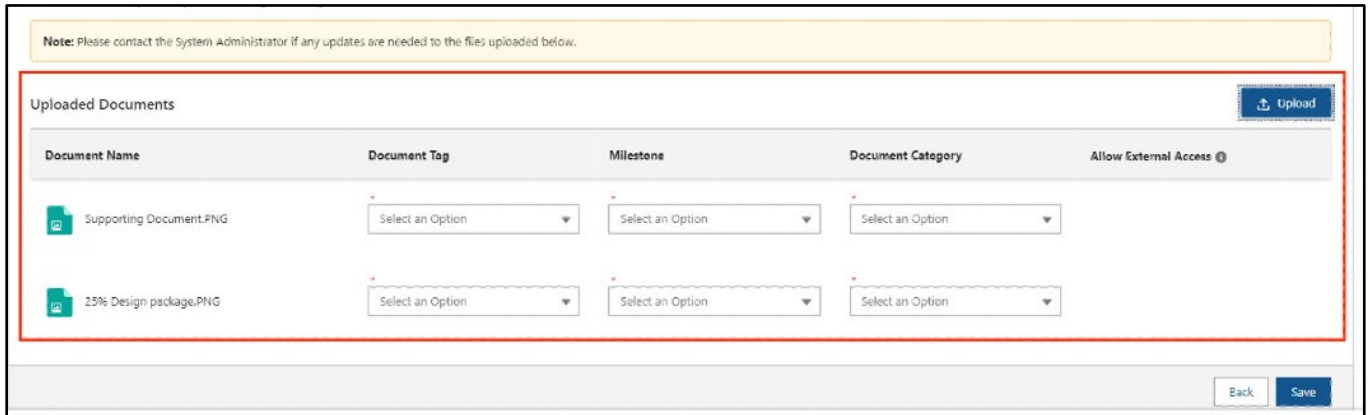 Note: Please contact the System Administrator if any updates are needed to the files uploaded below.
Uploaded Documents
Upload
Document Name Document Tag Milestone Document Category Allow External Access
Supporting Document.PNG * Select an Option * Select an Option * Select an Option
25% Design package.PNG * Select an Option * Select an Option * Select an Option
Back Save